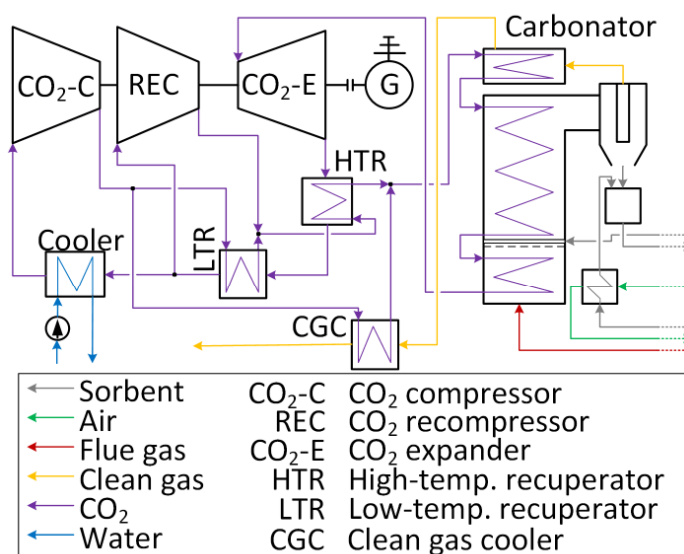 Carbonator
CO₂-C REC CO₂-E G
HTR
LTR
Cooler
CGC
Sorbent CO₂-C CO₂ compressor
Air REC CO₂ recompressor
Flue gas CO₂-E CO₂ expander
Clean gas HTR High-temp. recuperator
CO₂ LTR Low-temp. recuperator
Water CGC Clean gas cooler